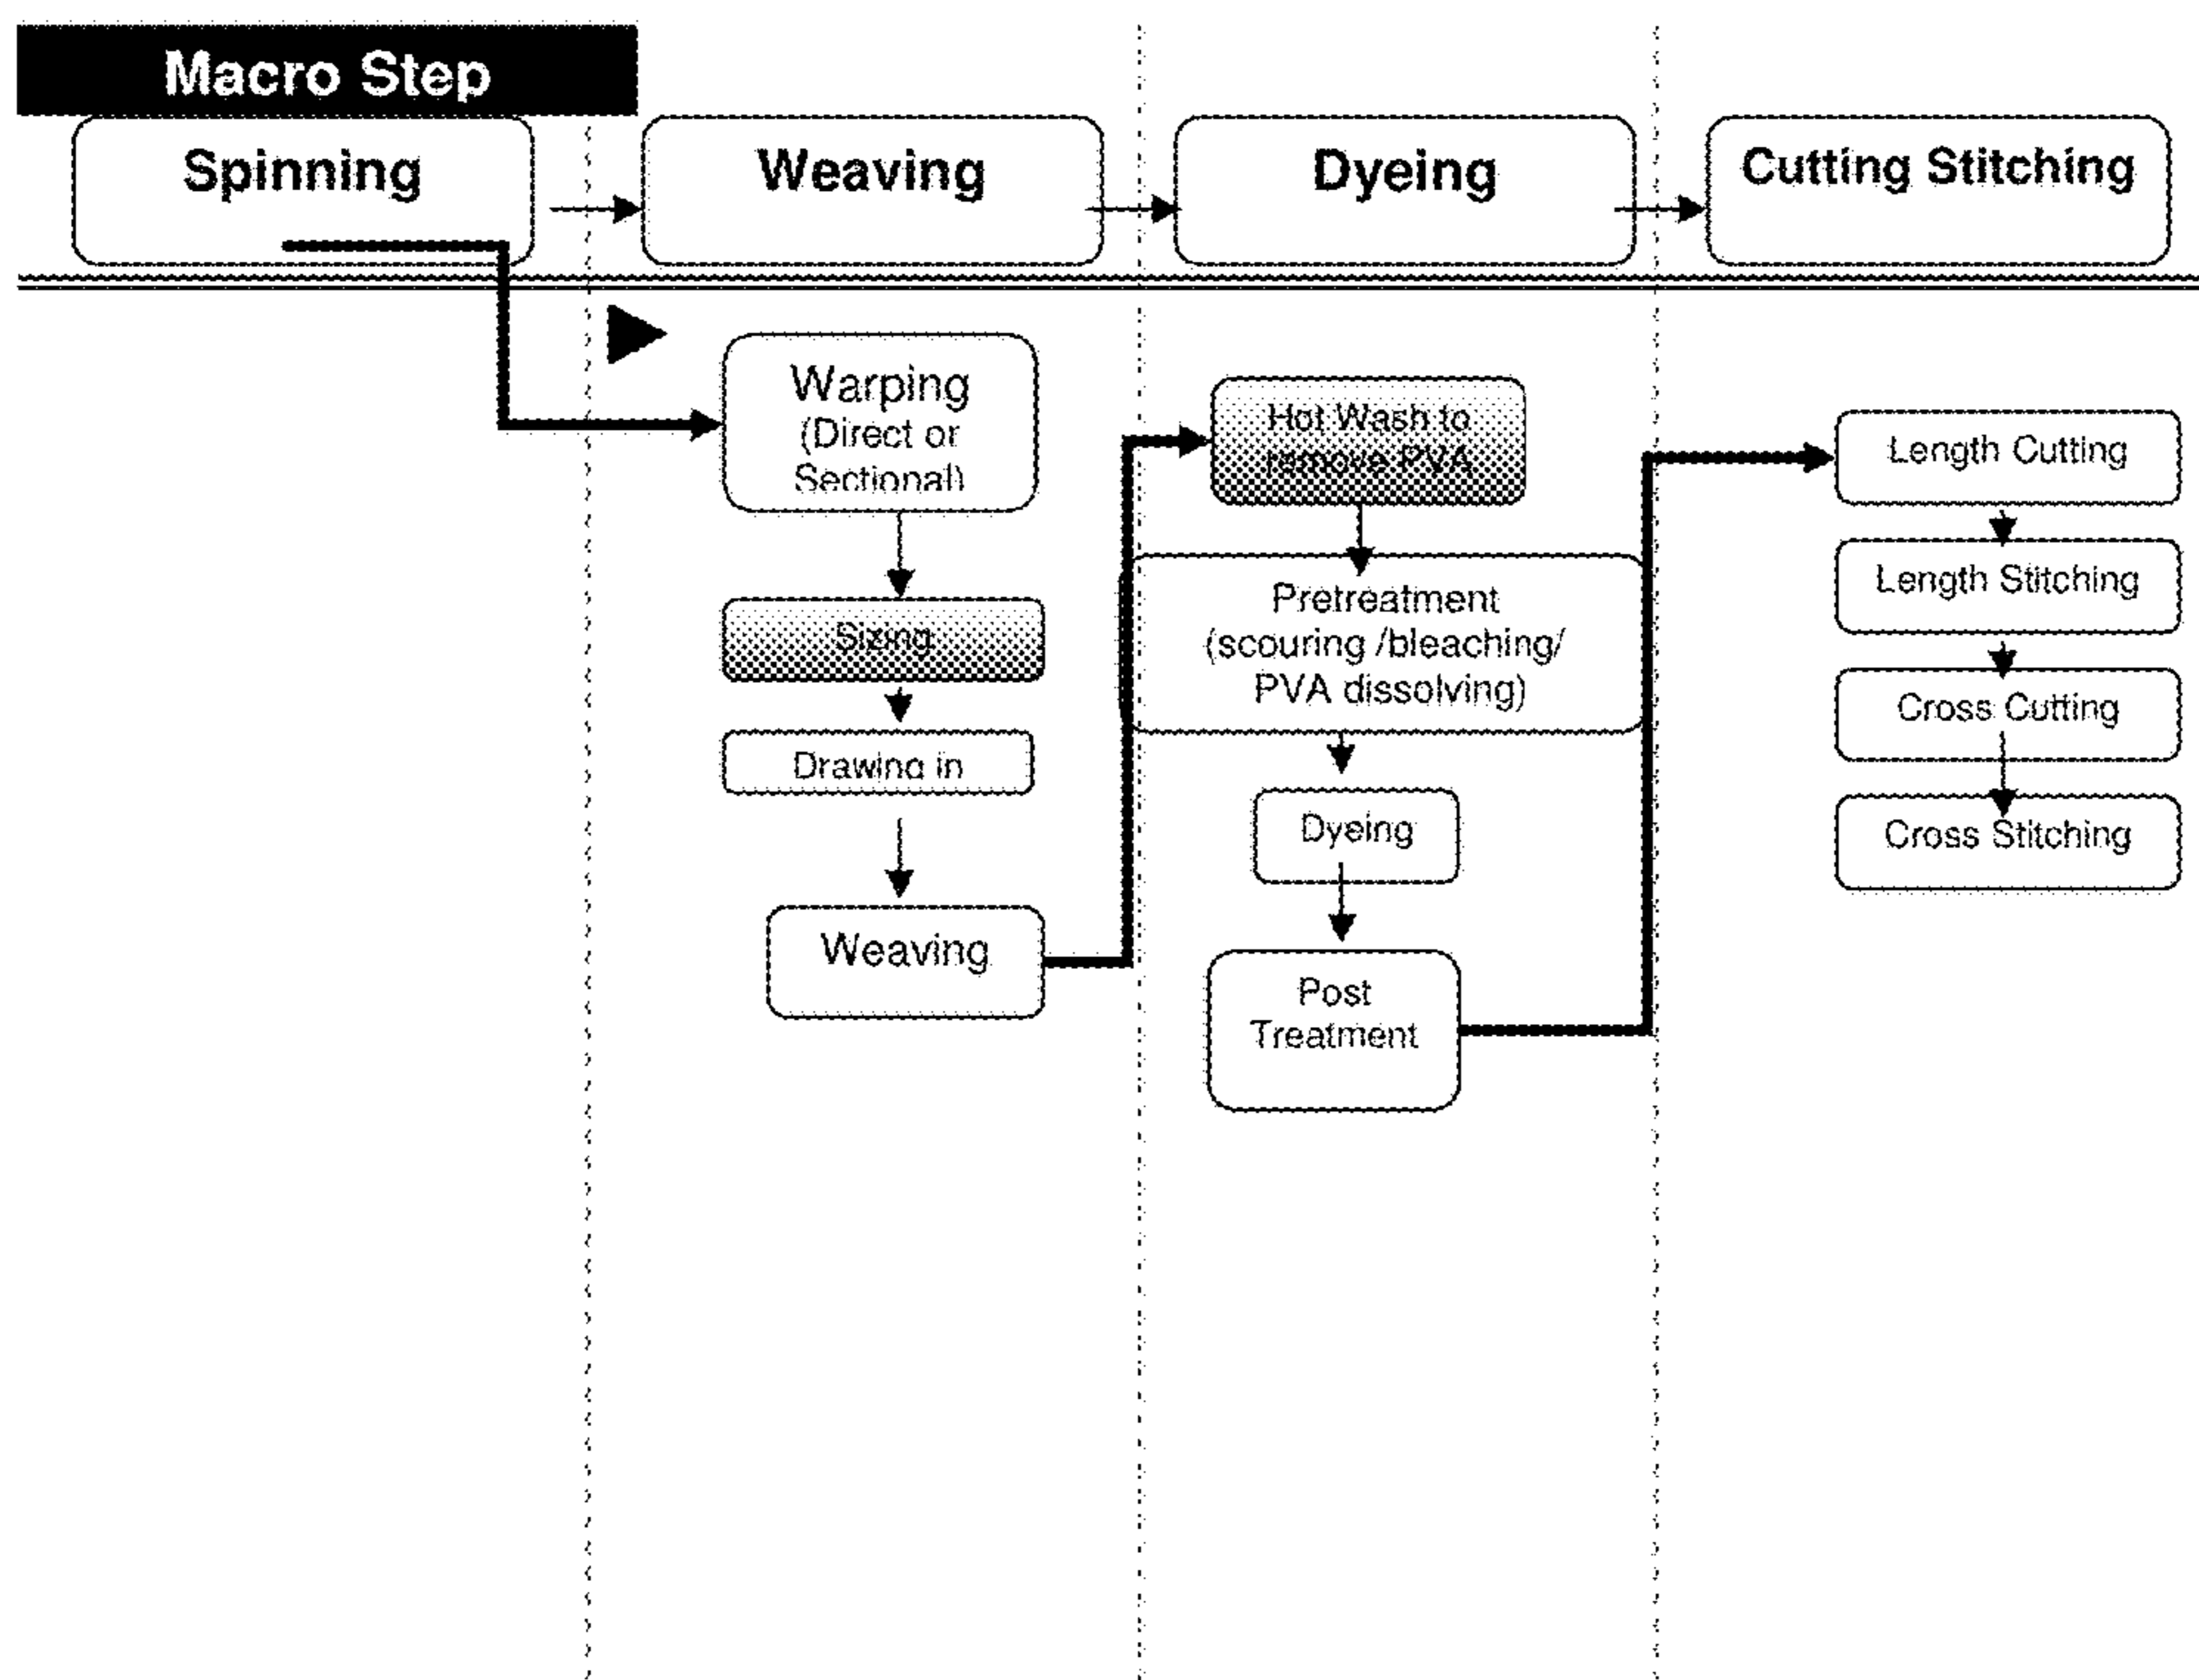 Macro Step
Spinning
Weaving
Dyeing
Cutting Stitching
Warping
(Direct or
Sectional)
Sizing
Drawing in
Weaving
Hot Wash to
remove PVA
Pretreatment
(scouring /bleaching/
PVA dissolving)
Dyeing
Post
Treatment
Length Cutting
Length Stitching
Cross Cutting
Cross Stitching